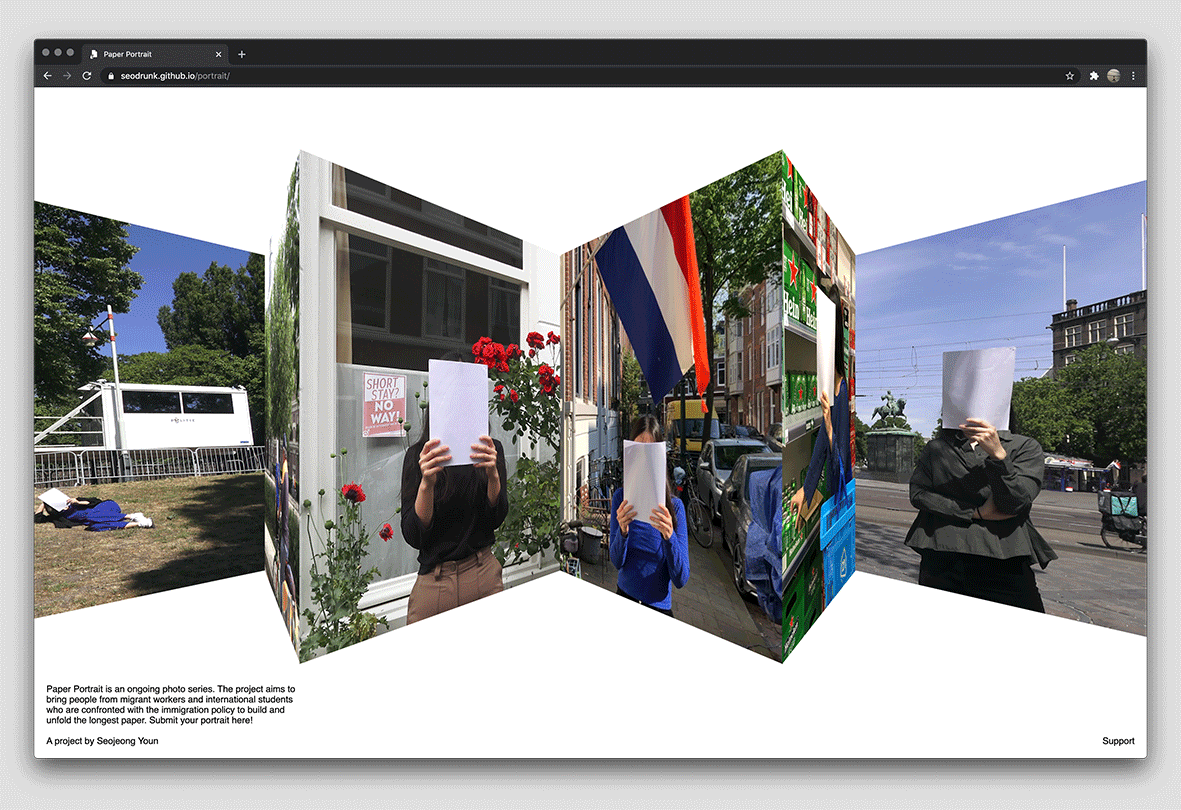 Paper Portrait
seodrunk.github.io/portrait/
SHORT
STAY?
NO
WAY!
Hein
Paper Portrait is an ongoing photo series. The project aims to
bring people from migrant workers and international students
who are confronted with the immigration policy to build and
unfold the longest paper. Submit your portrait here!
A project by Seojeong Youn
Support